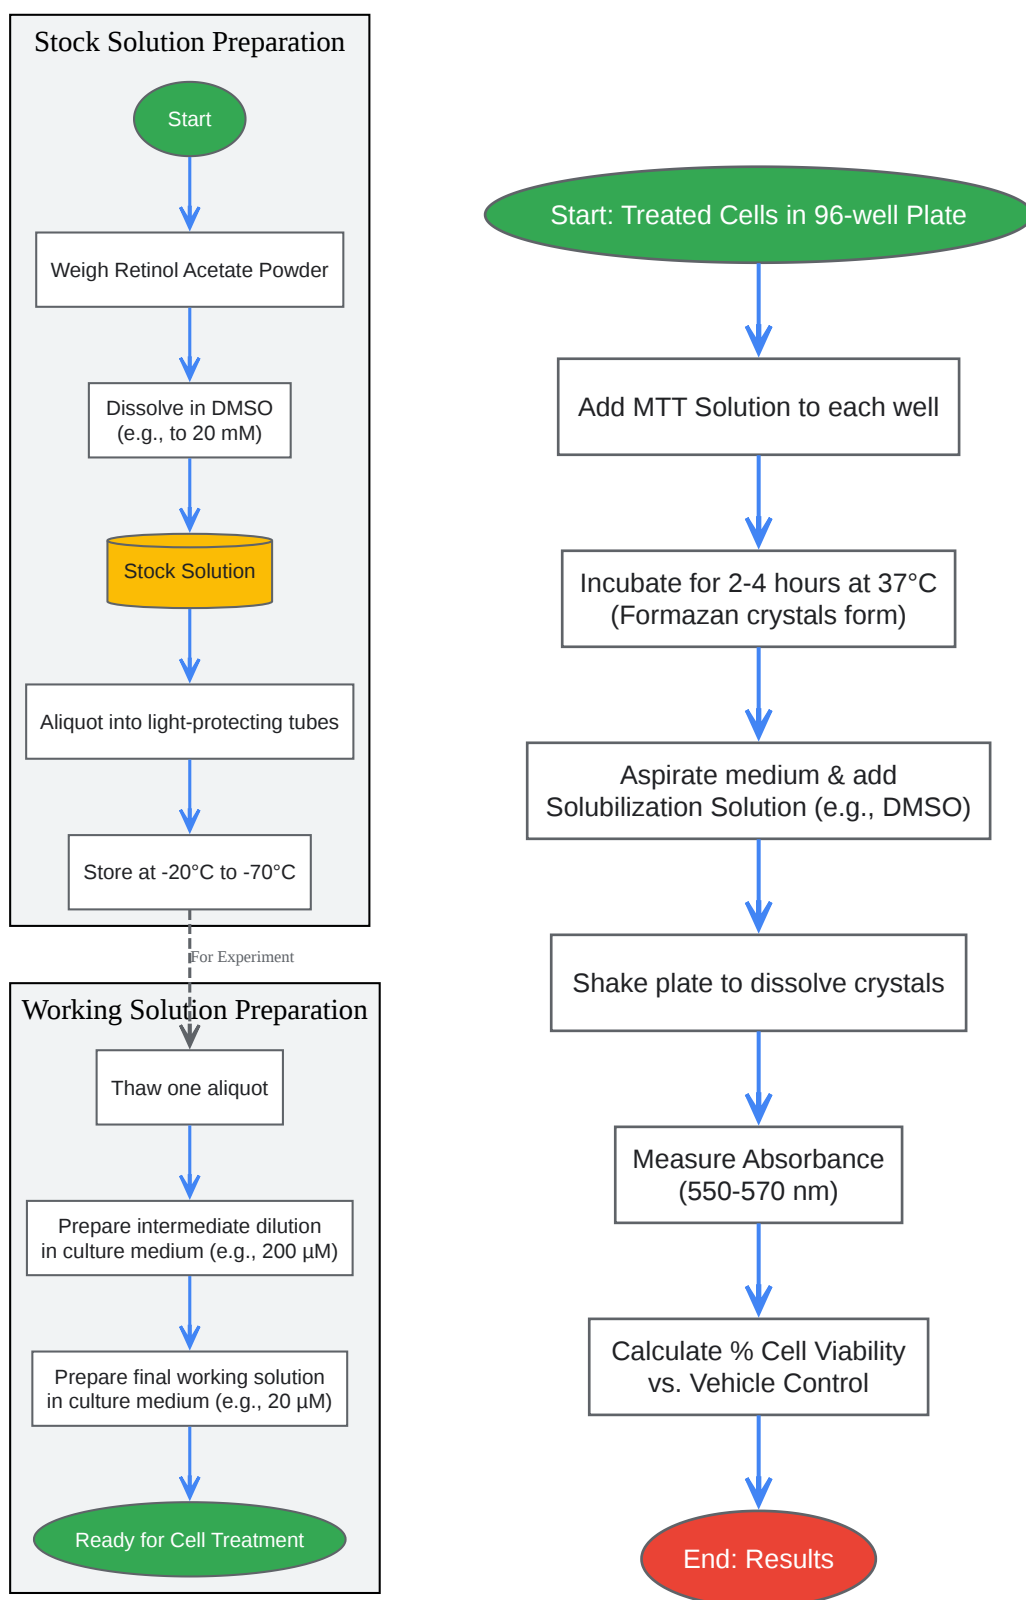 Stock Solution Preparation
Start
Weigh Retinol Acetate Powder
Dissolve in DMSO
(e.g., to 20 mM)
Stock Solution
Aliquot into light-protecting tubes
Store at -20°C to -70°C
For Experiment
Working Solution Preparation
Thaw one aliquot
Prepare intermediate dilution
in culture medium (e.g., 200 µM)
Prepare final working solution
in culture medium (e.g., 20 µM)
Ready for Cell Treatment
Start: Treated Cells in 96-well Plate
Add MTT Solution to each well
Incubate for 2-4 hours at 37°C
(Formazan crystals form)
Aspirate medium & add
Solubilization Solution (e.g., DMSO)
Shake plate to dissolve crystals
Measure Absorbance
(550-570 nm)
Calculate % Cell Viability
vs. Vehicle Control
End: Results